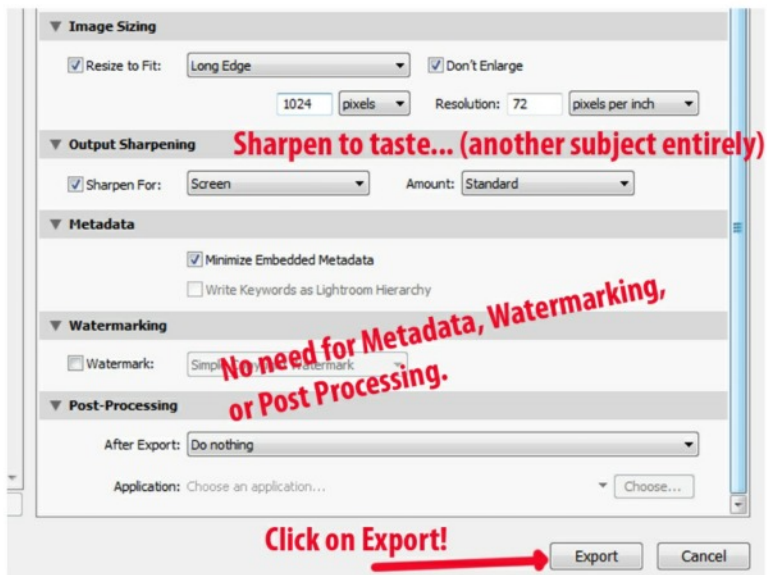 Image Sizing
Resize to Fit: Long Edge Don't Enlarge
1024 pixels Resolution: 72 pixels per inch
Output Sharpening Sharpen to taste... (another subject entirely)
Sharpen For: Screen Amount: Standard
Metadata
Minimize Embedded Metadata
Write Keywords as Lightroom Hierarchy
No need for Metadata, Watermarking,
or Post Processing.
Watermarking
Watermark: Watermark
Post-Processing
After Export: Do nothing
Application: Choose an application... Choose...
Click on Export!
Export Cancel